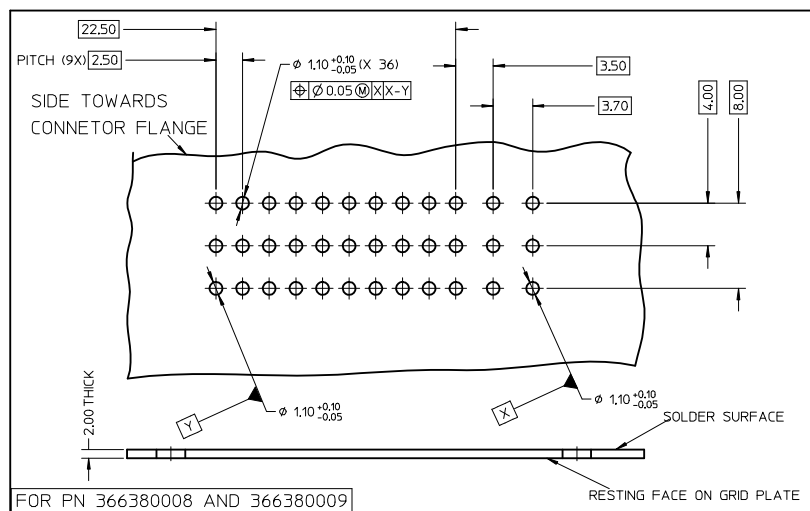 22.50
PITCH (9X) 2.50
⌀ 1.10 +0.10 -0.05 (X 36)
⌖ ⌀ 0.05 Ⓜ X X-Y
3.50
3.70
4.00
8.00
SIDE TOWARDS
CONNETOR FLANGE
Y
⌀ 1.10 +0.10 -0.05
X
⌀ 1.10 +0.10 -0.05
2.00 THICK
SOLDER SURFACE
RESTING FACE ON GRID PLATE
FOR PN 366380008 AND 366380009